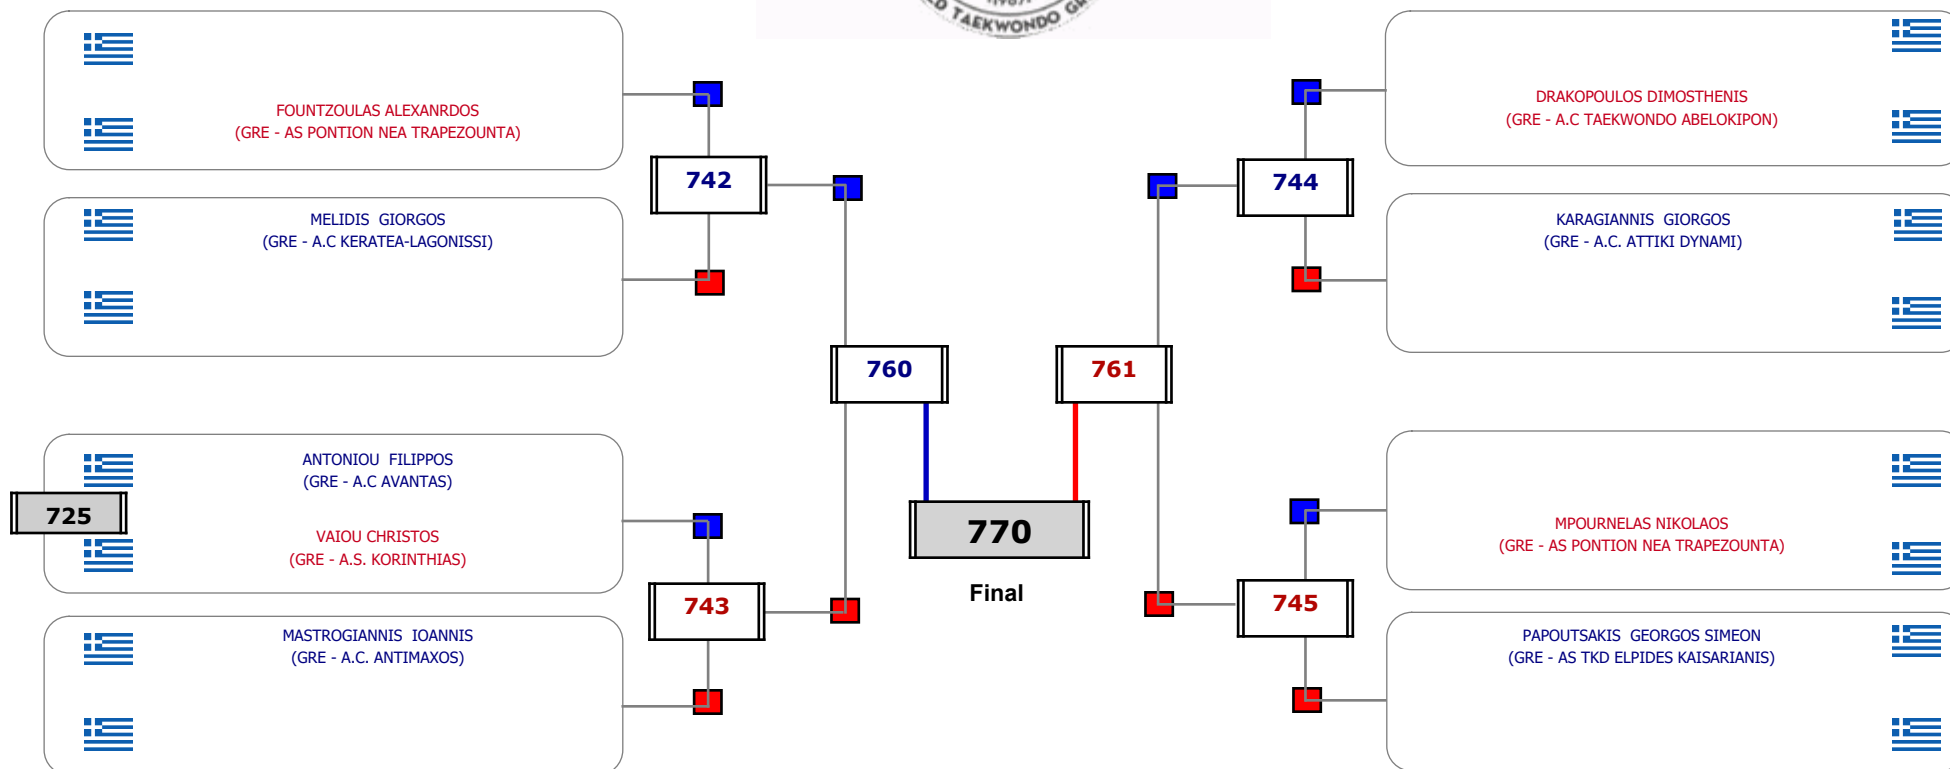 TAEKWONDO
FOUNTZOULAS ALEXANRDOS
(GRE - AS PONTION NEA TRAPEZOUNTA)
742
MELIDIS GIORGOS
(GRE - A.C KERATEA-LAGONISSI)
760
725
ANTONIOU FILIPPOS
(GRE - A.C AVANTAS)
VAIOU CHRISTOS
(GRE - A.S. KORINTHIAS)
743
MASTROGIANNIS IOANNIS
(GRE - A.C. ANTIMAXOS)
770
Final
DRAKOPOULOS DIMOSTHENIS
(GRE - A.C TAEKWONDO ABELOKIPON)
744
KARAGIANNIS GIORGOS
(GRE - A.C. ATTIKI DYNAMI)
761
MPOURNELAS NIKOLAOS
(GRE - AS PONTION NEA TRAPEZOUNTA)
745
PAPOUTSAKIS GEORGOS SIMEON
(GRE - AS TKD ELPIDES KAISARIANIS)